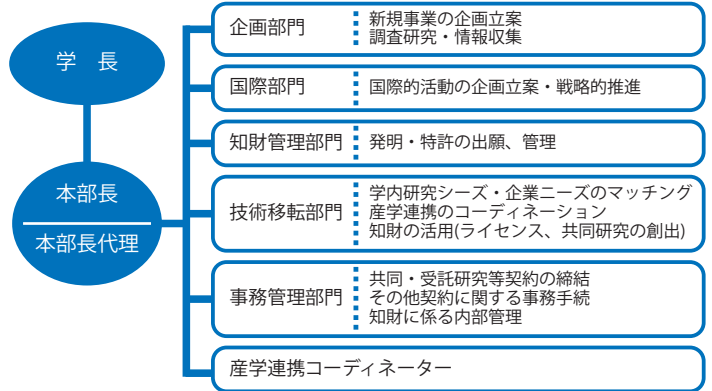 学　長
本部長
本部長代理
企画部門
新規事業の企画立案
調査研究・情報収集
国際部門
国際的活動の企画立案・戦略的推進
知財管理部門
発明・特許の出願、管理
技術移転部門
学内研究シーズ・企業ニーズのマッチング
産学連携のコーディネーション
知財の活用(ライセンス、共同研究の創出)
事務管理部門
共同・受託研究等契約の締結
その他契約に関する事務手続
知財に係る内部管理
産学連携コーディネーター